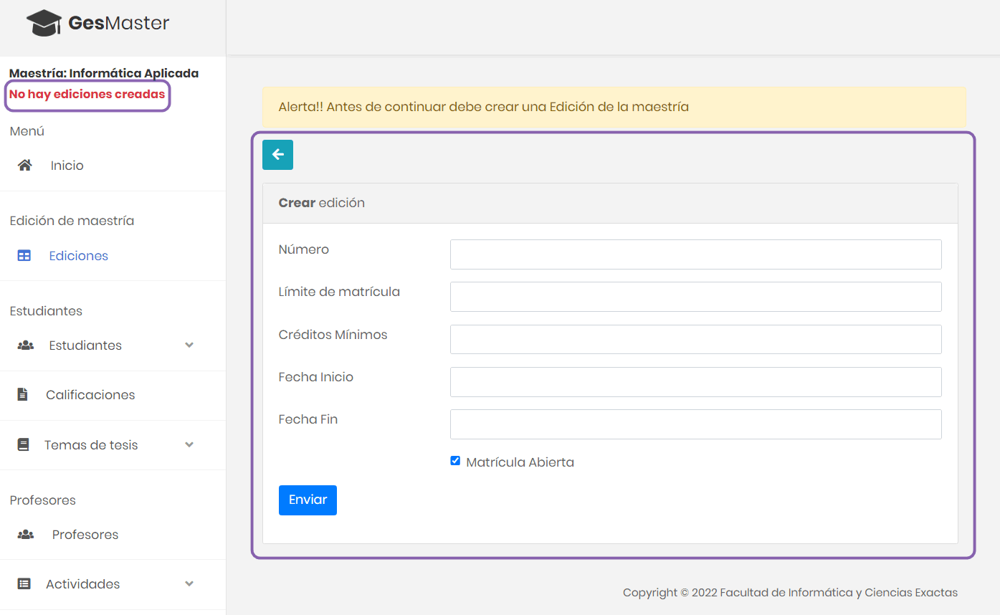 GesMaster
Maestría: Informática Aplicada
No hay ediciones creadas
Menú
Inicio
Edición de maestría
Ediciones
Estudiantes
Estudiantes
Calificaciones
Temas de tesis
Profesores
Profesores
Actividades
Alerta!! Antes de continuar debe crear una Edición de la maestría
Crear edición
Número
Límite de matrícula
Créditos Mínimos
Fecha Inicio
Fecha Fin
Matrícula Abierta
Enviar
Copyright © 2022 Facultad de Informática y Ciencias Exactas